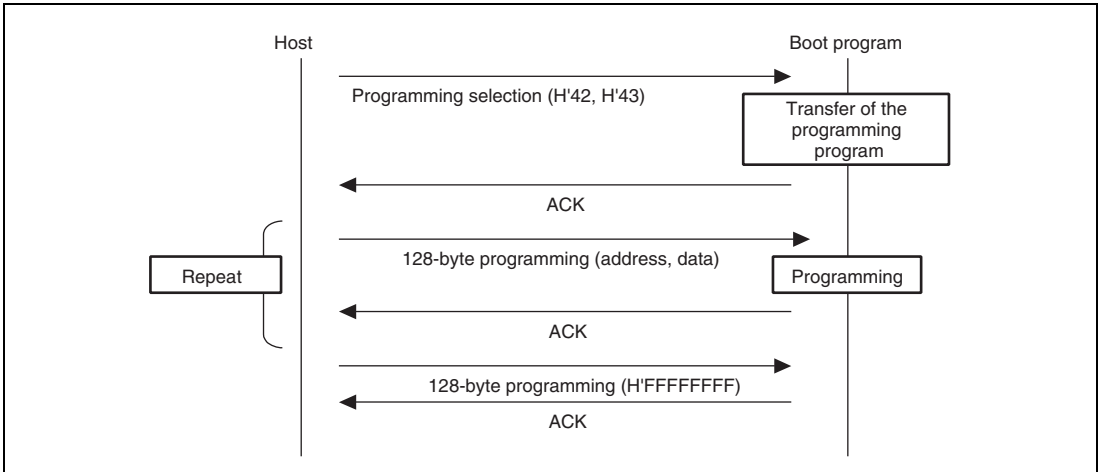 Host
Boot program
Programming selection (H'42, H'43)
Transfer of the
programming
program
ACK
128-byte programming (address, data)
Repeat
Programming
ACK
128-byte programming (H'FFFFFFFF)
ACK